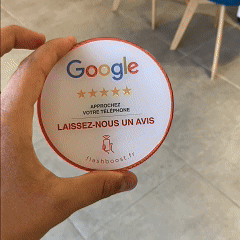 Google
APPROCHEZ
VOTRE TÉLÉPHONE
LAISSEZ-NOUS UN AVIS
flashboost.fr